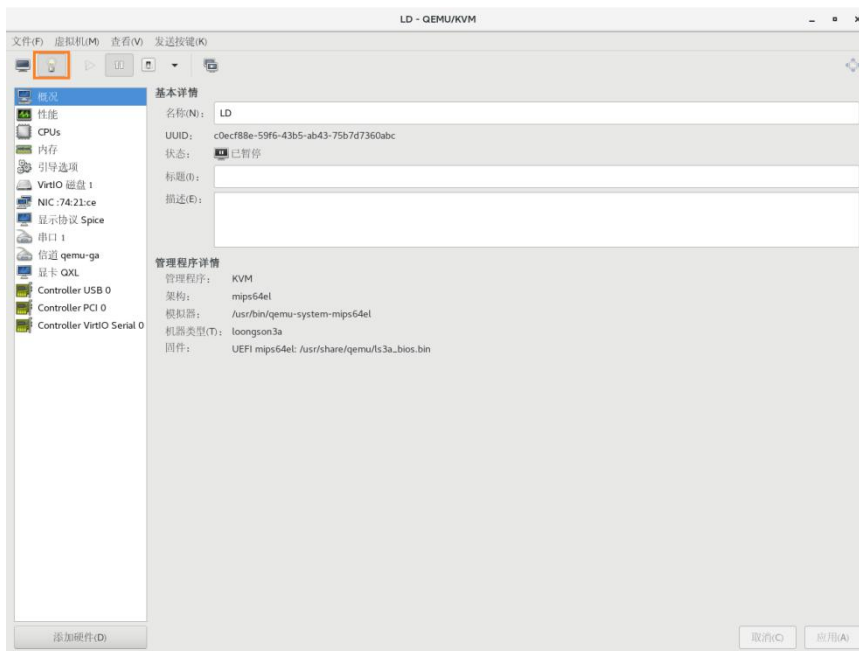 LD - QEMU/KVM
文件(F) 虚拟机(M) 查看(V) 发送按键(K)
概况
性能
CPUs
内存
引导选项
VirtIO 磁盘 1
NIC :74:21:ce
显示协议 Spice
串口 1
信道 qemu-ga
显卡 QXL
Controller USB 0
Controller PCI 0
Controller VirtIO Serial 0
添加硬件(D)
基本详情
名称(N): LD
UUID: c0ecf88e-59f6-43b5-ab43-75b7d7360abc
状态: 已暂停
标题(I):
描述(E):
管理程序详情
管理程序: KVM
架构: mips64el
模拟器: /usr/bin/qemu-system-mips64el
机器类型(T): loongson3a
固件: UEFI mips64el: /usr/share/qemu/ls3a_bios.bin
取消(C) 应用(A)